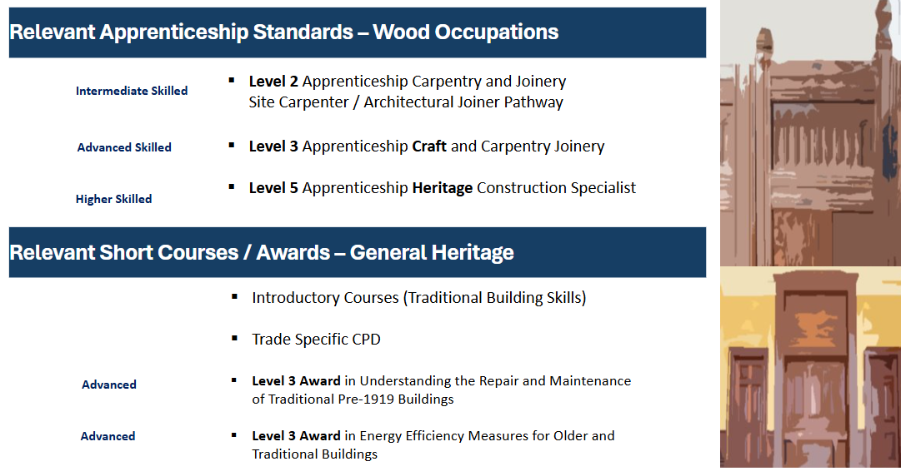 Relevant Apprenticeship Standards – Wood Occupations
Intermediate Skilled
▪ Level 2 Apprenticeship Carpentry and Joinery
Site Carpenter / Architectural Joiner Pathway
Advanced Skilled
▪ Level 3 Apprenticeship Craft and Carpentry Joinery
Higher Skilled
▪ Level 5 Apprenticeship Heritage Construction Specialist
Relevant Short Courses / Awards – General Heritage
▪ Introductory Courses (Traditional Building Skills)
▪ Trade Specific CPD
Advanced
▪ Level 3 Award in Understanding the Repair and Maintenance
of Traditional Pre-1919 Buildings
Advanced
▪ Level 3 Award in Energy Efficiency Measures for Older and
Traditional Buildings